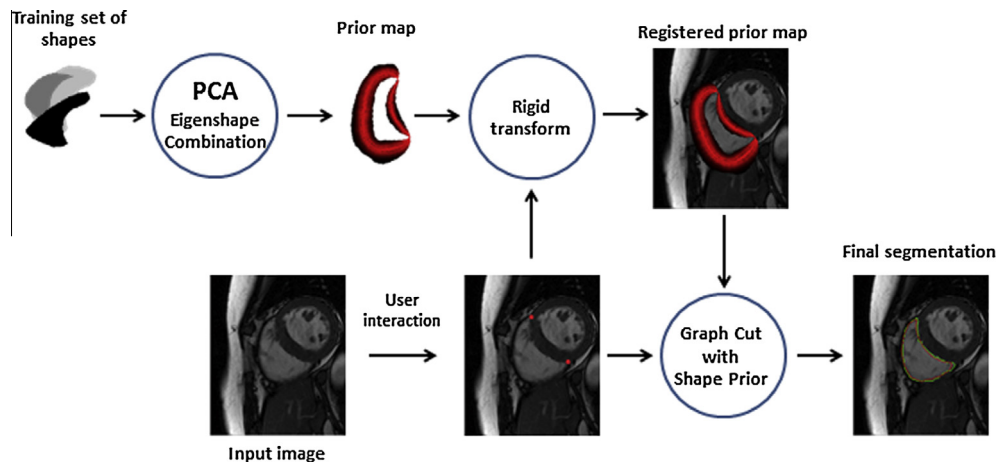 Training set of
shapes
PCA
Eigenshape
Combination
Prior map
Rigid
transform
Registered prior map
User
interaction
Input image
Graph Cut
with
Shape Prior
Final segmentation